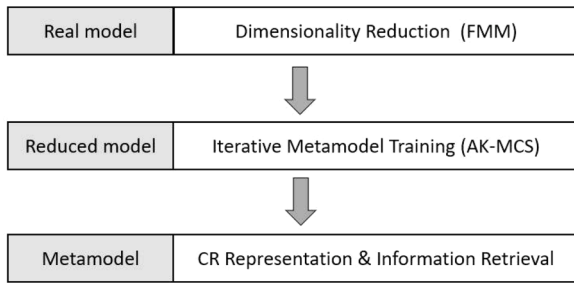 Real model Dimensionality Reduction (FMM)
Reduced model Iterative Metamodel Training (AK-MCS)
Metamodel CR Representation & Information Retrieval